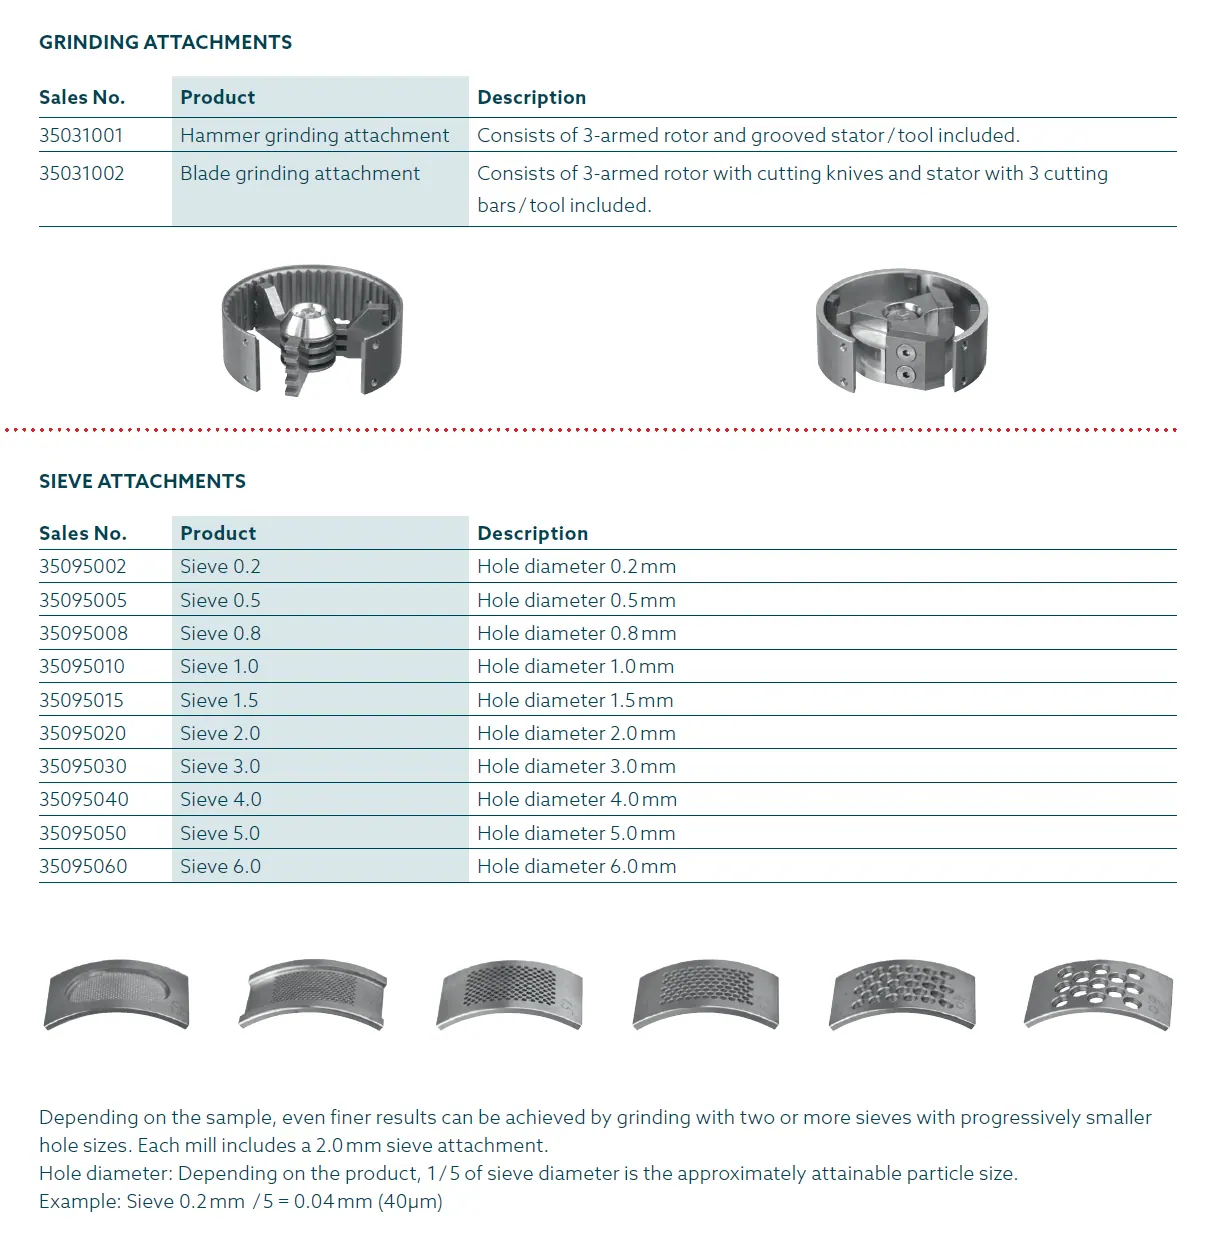 GRINDING ATTACHMENTS
Sales No. Product Description
35031001 Hammer grinding attachment Consists of 3-armed rotor and grooved stator / tool included.
35031002 Blade grinding attachment Consists of 3-armed rotor with cutting knives and stator with 3 cutting
bars / tool included.
SIEVE ATTACHMENTS
Sales No. Product Description
35095002 Sieve 0.2 Hole diameter 0.2 mm
35095005 Sieve 0.5 Hole diameter 0.5 mm
35095008 Sieve 0.8 Hole diameter 0.8 mm
35095010 Sieve 1.0 Hole diameter 1.0 mm
35095015 Sieve 1.5 Hole diameter 1.5 mm
35095020 Sieve 2.0 Hole diameter 2.0 mm
35095030 Sieve 3.0 Hole diameter 3.0 mm
35095040 Sieve 4.0 Hole diameter 4.0 mm
35095050 Sieve 5.0 Hole diameter 5.0 mm
35095060 Sieve 6.0 Hole diameter 6.0 mm
Depending on the sample, even finer results can be achieved by grinding with two or more sieves with progressively smaller
hole sizes. Each mill includes a 2.0 mm sieve attachment.
Hole diameter: Depending on the product, 1 / 5 of sieve diameter is the approximately attainable particle size.
Example: Sieve 0.2 mm / 5 = 0.04 mm (40µm)